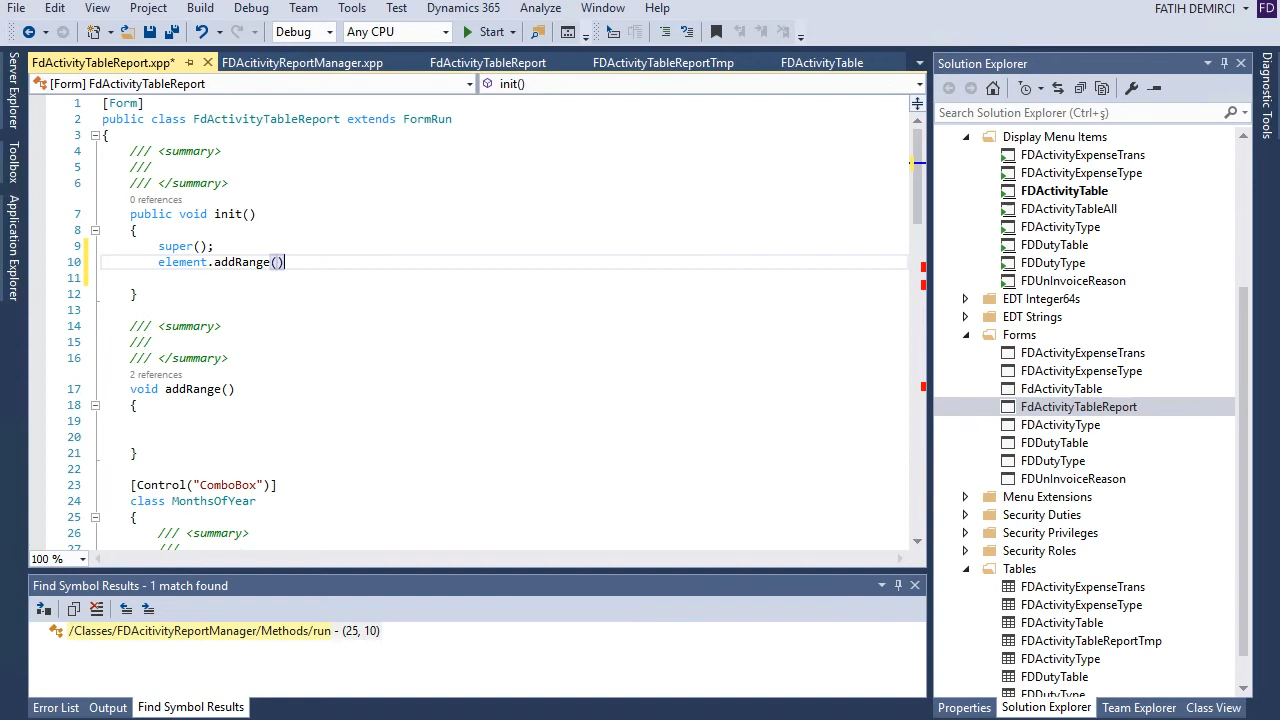 File Edit View Build Debug Team Tools Test Dynamics 365 Analyze Window Help FATIH DEMIRCI FD
Project
Debug Any CPU Start
FdActivityTableReport.xpp* FDAcitivityReportManager.xpp FDActivityTableReport FDActivityTableReportTmp FDActivityTable
[Form] FdActivityTableReport init()
1 [Form]
2 public class FdActivityTableReport extends FormRun
3 {
4 /// <summary>
5 ///
6 /// </summary>
0 references
7 public void init()
8 {
9 super();
10 element.addRange()
11
12 }
13
14 /// <summary>
15 ///
16 /// </summary>
2 references
17 void addRange()
18 {
19
20
21 }
22
23 [Control("ComboBox")]
24 class MonthsOfYear
25 {
26 /// <summary>
27 ///
100 %
Find Symbol Results - 1 match found
/Classes/FDAcitivityReportManager/Methods/run - (25, 10)
Error List Output Find Symbol Results
Server Explorer
Toolbox
Application Explorer
Solution Explorer
Search Solution Explorer (Ctrl+ş)
Display Menu Items
FDActivityExpenseTrans
FDActivityExpenseType
FDActivityTable
FDActivityTableAll
FDActivityType
FDDutyTable
FDDutyType
FDUnInvoiceReason
EDT Integer64s
EDT Strings
Forms
FDActivityExpenseTrans
FDActivityExpenseType
FdActivityTable
FdActivityTableReport
FDActivityType
FDDutyTable
FDDutyType
FDUnInvoiceReason
Menu Extensions
Security Duties
Security Privileges
Security Roles
Tables
FDActivityExpenseTrans
FDActivityExpenseType
FDActivityTable
FDActivityTableReportTmp
FDActivityType
FDDutyTable
FDDutyType
Properties Solution Explorer Team Explorer Class View
Diagnostic Tools